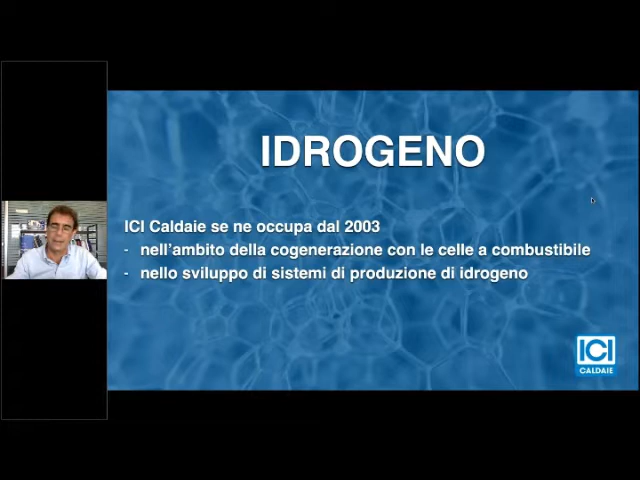 IDROGENO
ICI Caldaie se ne occupa dal 2003
- nell'ambito della cogenerazione con le celle a combustibile
- nello sviluppo di sistemi di produzione di idrogeno
ICI
CALDAIE